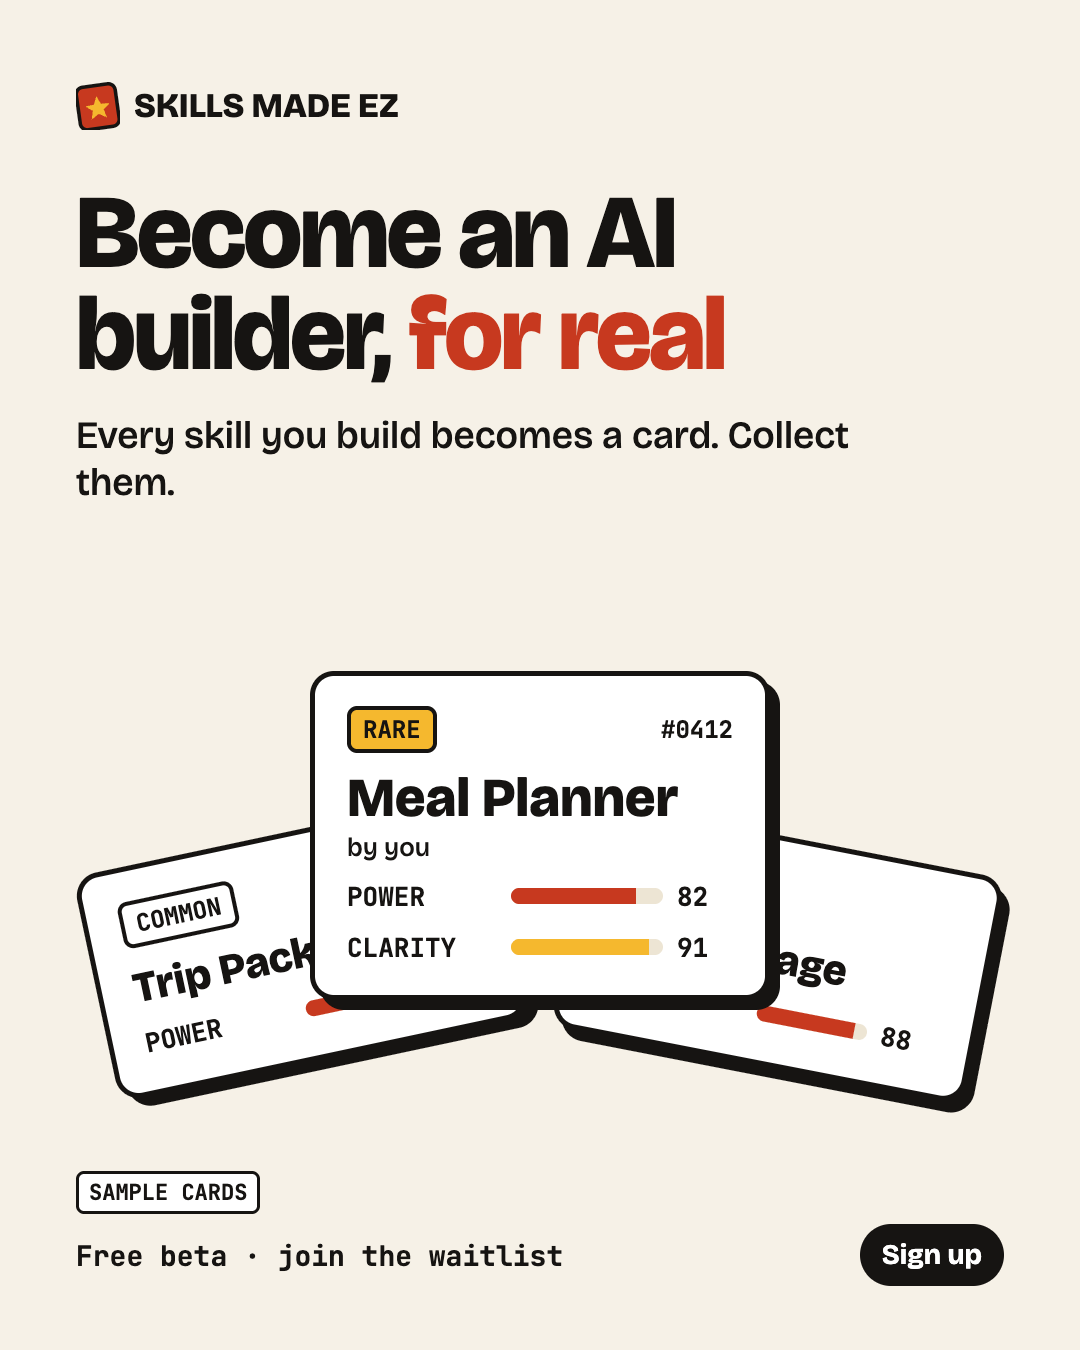 SKILLS MADE EZ
Become an AI
builder, for real
Every skill you build becomes a card. Collect
them.
RARE
#0412
Meal Planner
by you
POWER 82
CLARITY 91
COMMON
Trip Pack
POWER
age
88
SAMPLE CARDS
Free beta · join the waitlist
Sign up